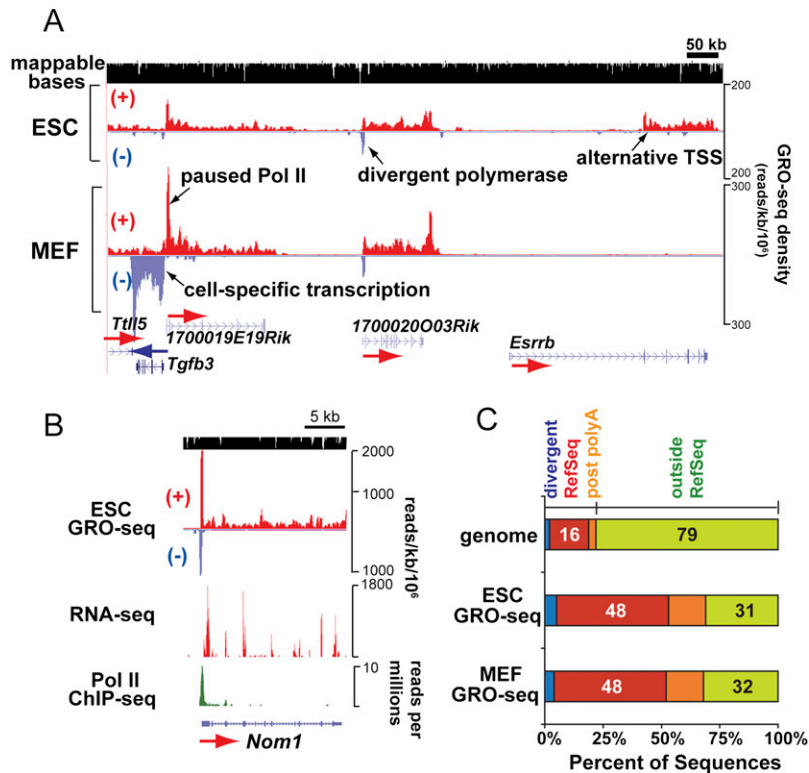 A
50 kb
mappable
bases
200
(+)
ESC
(-)
alternative TSS
divergent polymerase
paused Pol II
200
300
GRO-seq density
(reads/kb/10⁶)
(+)
MEF
(-)
cell-specific transcription
300
Ttll5
1700019E19Rik
Tgfb3
1700020O03Rik
Esrrb
B
5 kb
2000
ESC
GRO-seq
(+)
1000
(-)
1000
reads/kb/10⁶
1800
RNA-seq
Pol II
ChIP-seq
10
reads per
millions
Nom1
C
divergent
RefSeq
post polyA
outside
RefSeq
genome
16
79
ESC
GRO-seq
48
31
MEF
GRO-seq
48
32
0%
25%
50%
75%
100%
Percent of Sequences